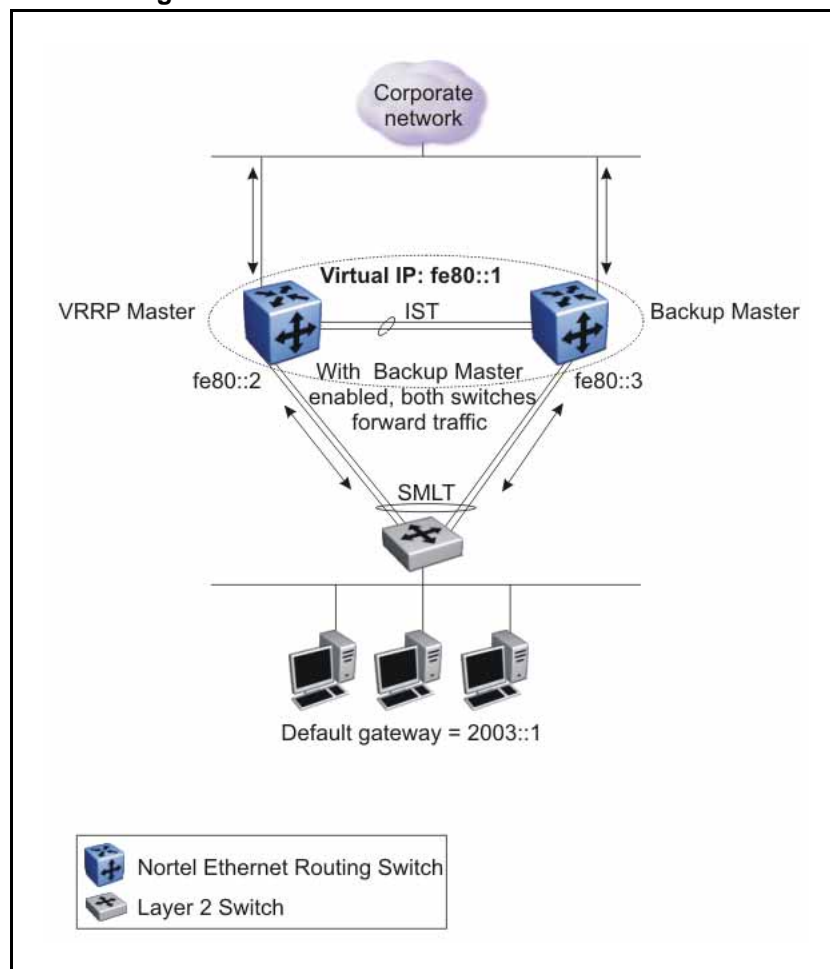 Corporate
network
Virtual IP: fe80::1
VRRP Master
IST
Backup Master
fe80::2
With Backup Master
enabled, both switches
forward traffic
fe80::3
SMLT
Default gateway = 2003::1
Nortel Ethernet Routing Switch
Layer 2 Switch